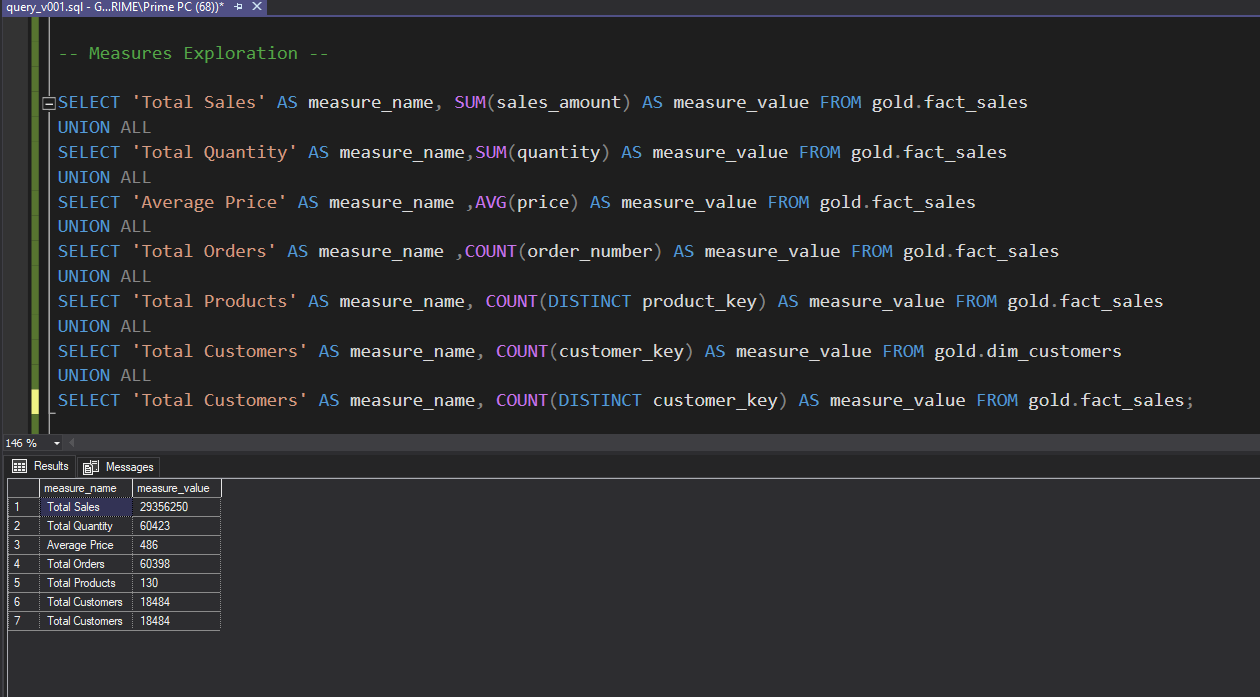 query_v001.sql - G...RIME\Prime PC (68))*
-- Measures Exploration --
SELECT 'Total Sales' AS measure_name, SUM(sales_amount) AS measure_value FROM gold.fact_sales
UNION ALL
SELECT 'Total Quantity' AS measure_name,SUM(quantity) AS measure_value FROM gold.fact_sales
UNION ALL
SELECT 'Average Price' AS measure_name ,AVG(price) AS measure_value FROM gold.fact_sales
UNION ALL
SELECT 'Total Orders' AS measure_name ,COUNT(order_number) AS measure_value FROM gold.fact_sales
UNION ALL
SELECT 'Total Products' AS measure_name, COUNT(DISTINCT product_key) AS measure_value FROM gold.fact_sales
UNION ALL
SELECT 'Total Customers' AS measure_name, COUNT(customer_key) AS measure_value FROM gold.dim_customers
UNION ALL
SELECT 'Total Customers' AS measure_name, COUNT(DISTINCT customer_key) AS measure_value FROM gold.fact_sales;
146 %
Results Messages
measure_name measure_value
1 Total Sales 29356250
2 Total Quantity 60423
3 Average Price 486
4 Total Orders 60398
5 Total Products 130
6 Total Customers 18484
7 Total Customers 18484